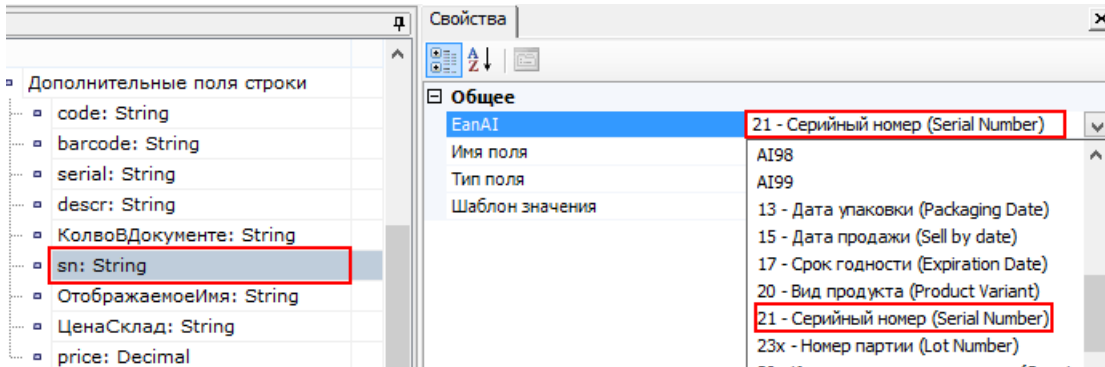 Дополнительные поля строки
code: String
barcode: String
serial: String
descr: String
КолвоВДокументе: String
sn: String
ОтображаемоеИмя: String
ЦенаСклад: String
price: Decimal
Свойства
Общее
EanAI
21 - Серийный номер (Serial Number)
Имя поля
Тип поля
Шаблон значения
AI98
AI99
13 - Дата упаковки (Packaging Date)
15 - Дата продажи (Sell by date)
17 - Срок годности (Expiration Date)
20 - Вид продукта (Product Variant)
21 - Серийный номер (Serial Number)
23x - Номер партии (Lot Number)